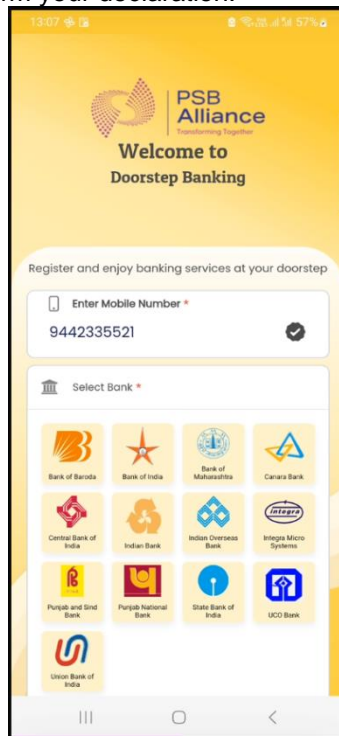 your declaration.
13:07
57%
PSB
Alliance
Transforming Together
Welcome to
Doorstep Banking
Register and enjoy banking services at your doorstep
Enter Mobile Number *
9442335521
Select Bank *
Bank of Baroda
Bank of India
Bank of
Maharashtra
Canara Bank
Central Bank of
India
Indian Bank
Indian Overseas
Bank
integra
Integra Micro
Systems
Punjab and Sind
Bank
Punjab National
Bank
State Bank of
India
UCO Bank
Union Bank of
India